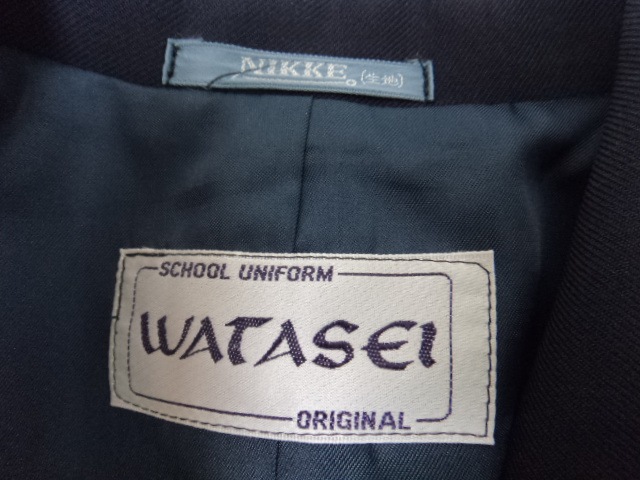 NIKKE。(生地)
SCHOOL UNIFORM
WATASEI
ORIGINAL